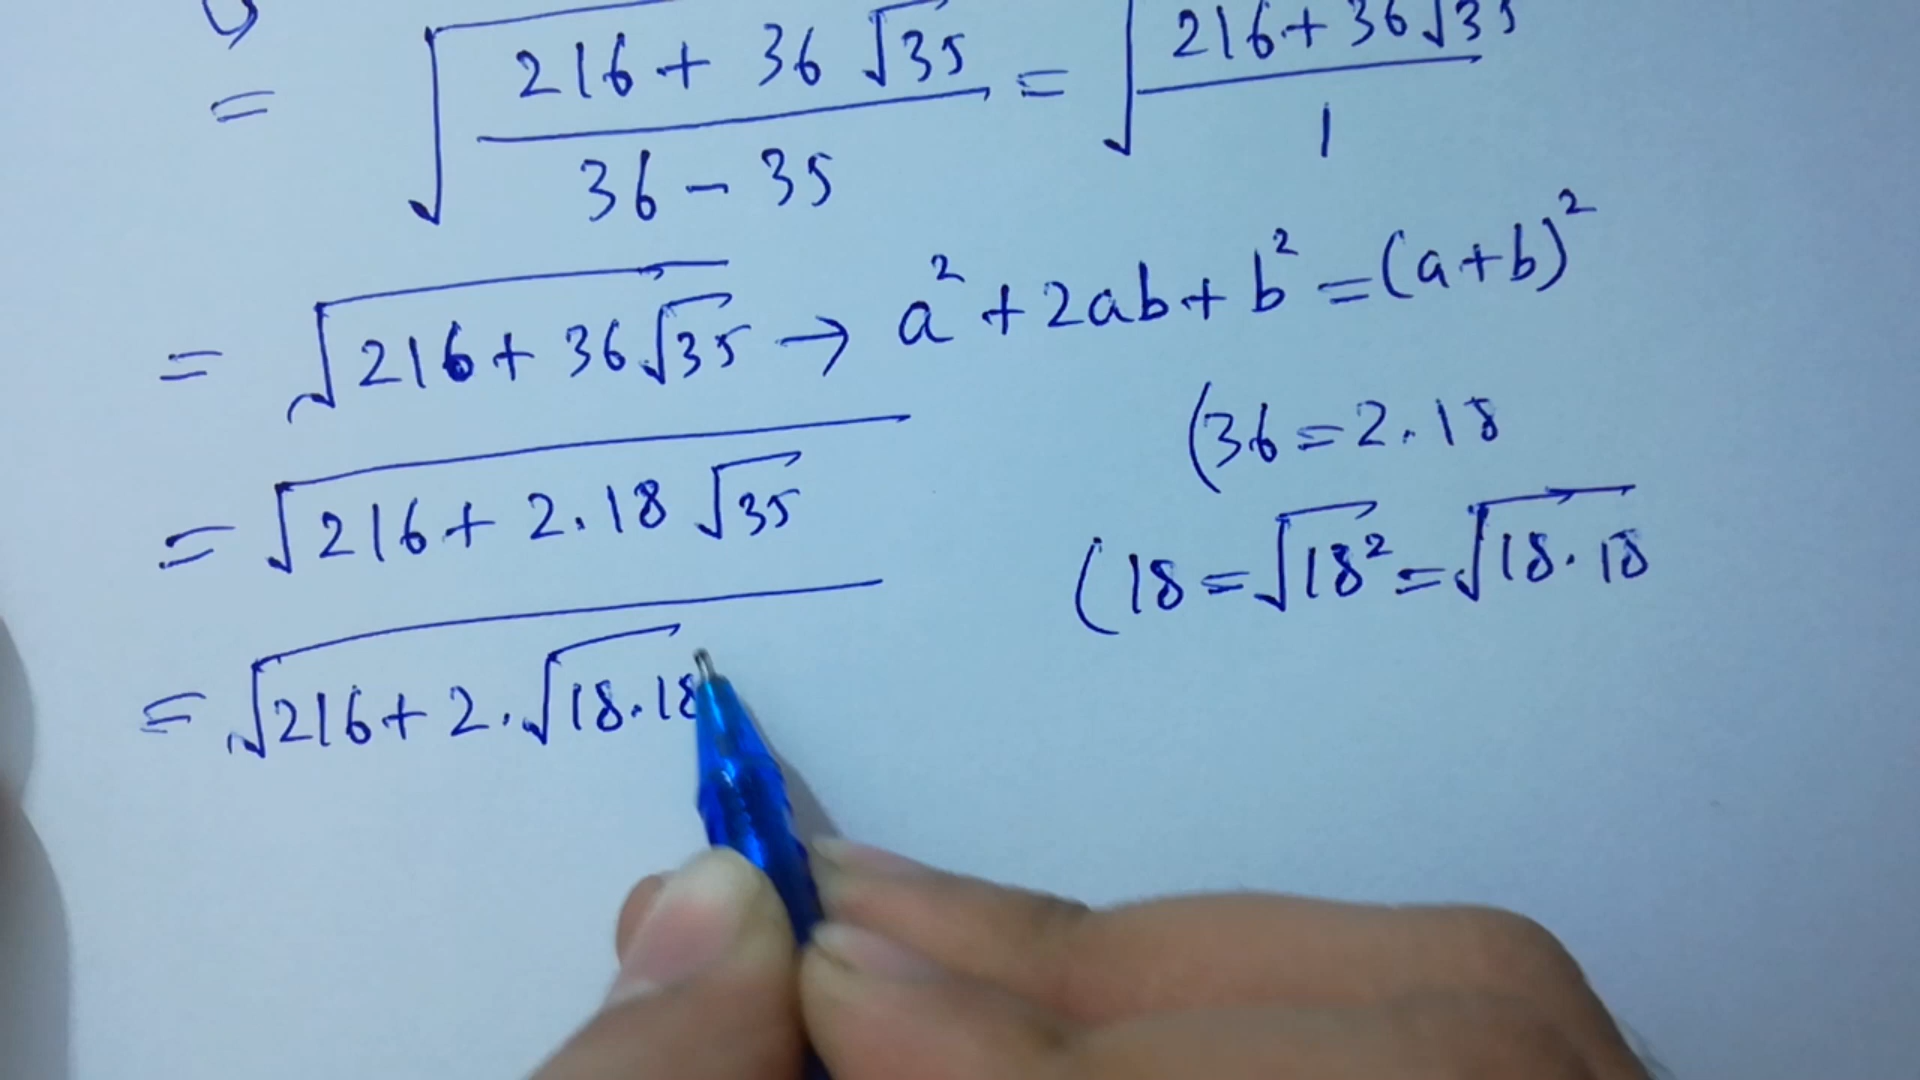 = √(216 + 36 √35 / 36 - 35) = √(216 + 36 √35 / 1)
= √(216 + 36 √35) → a² + 2ab + b² = (a+b)²
(36 = 2.18
= √(216 + 2.18 √35)
(18 = √18² = √18.18
= √(216 + 2.√18.18